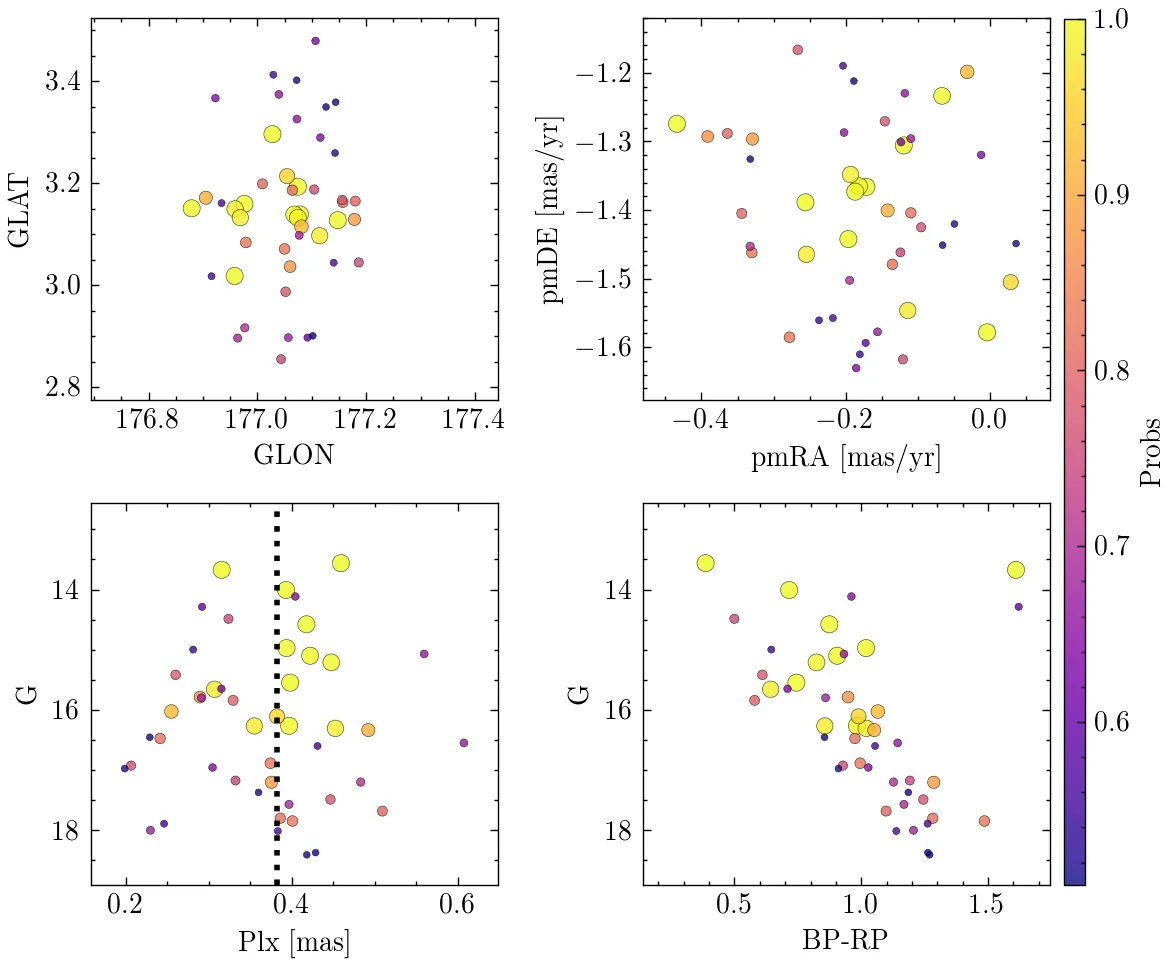 3.4
3.2
3.0
2.8
GLAT
176.8 177.0 177.2 177.4
GLON
−1.2
−1.3
−1.4
−1.5
−1.6
pmDE [mas/yr]
−0.4 −0.2 0.0
pmRA [mas/yr]
14
16
18
G
0.2 0.4 0.6
Plx [mas]
14
16
18
G
0.5 1.0 1.5
BP-RP
1.0
0.9
0.8
0.7
0.6
Probs